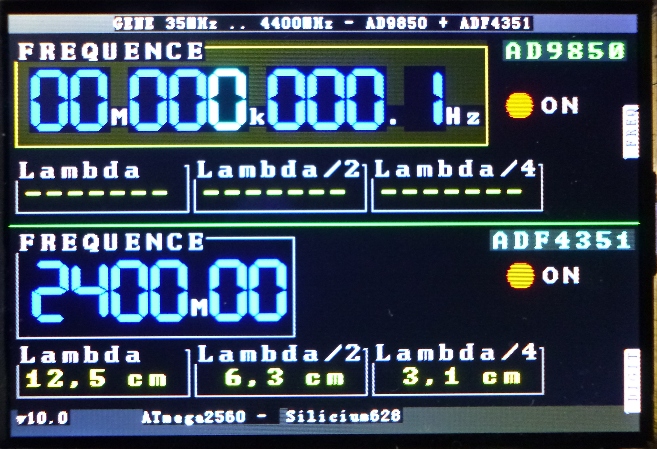 GENE 35MHz .. 4400MHz - AD9850 + ADF4351
FREQUENCE
AD9850
00M000k000.1Hz
ON
FREQ
Lambda
Lambda/2
Lambda/4
-------
-------
-------
FREQUENCE
ADF4351
2400M00
ON
Lambda
Lambda/2
Lambda/4
12,5 cm
6,3 cm
3,1 cm
v10.0
ATmega2560 - Silicium628